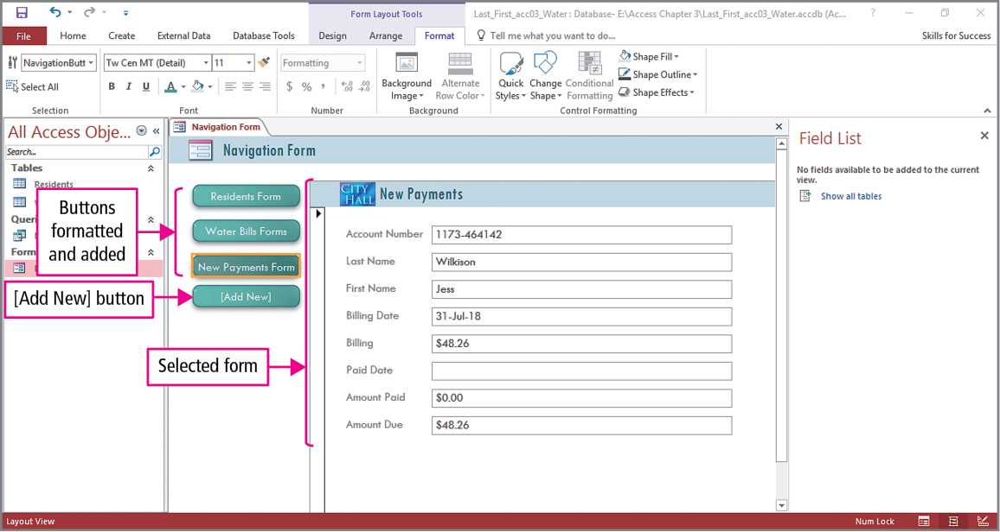 Form Layout Tools
Last_First_acc03_Water : Database- E:\Access Chapter 3\Last_First_acc03_Water.accdb (Ac...
?
File
Home
Create
External Data
Database Tools
Design
Arrange
Format
Tell me what you want to do...
Skills for Success
NavigationButt
Select All
Selection
Tw Cen MT (Detail)
11
B I U A
Font
Formatting
$ % ,
Number
Background
Image
Alternate
Row Color
Background
Quick
Styles
Change
Shape
Conditional
Formatting
Shape Fill
Shape Outline
Shape Effects
Control Formatting
All Access Obje...
Search...
Tables
Residents
Queri
Form
Navigation Form
Navigation Form
Residents Form
Water Bills Forms
New Payments Form
[Add New]
Buttons
formatted
and added
[Add New] button
Selected form
CITY
HALL
New Payments
Account Number 1173-464142
Last Name Wilkison
First Name Jess
Billing Date 31-Jul-18
Billing $48.26
Paid Date
Amount Paid $0.00
Amount Due $48.26
Field List
No fields available to be added to the current
view.
Show all tables
Layout View
Num Lock